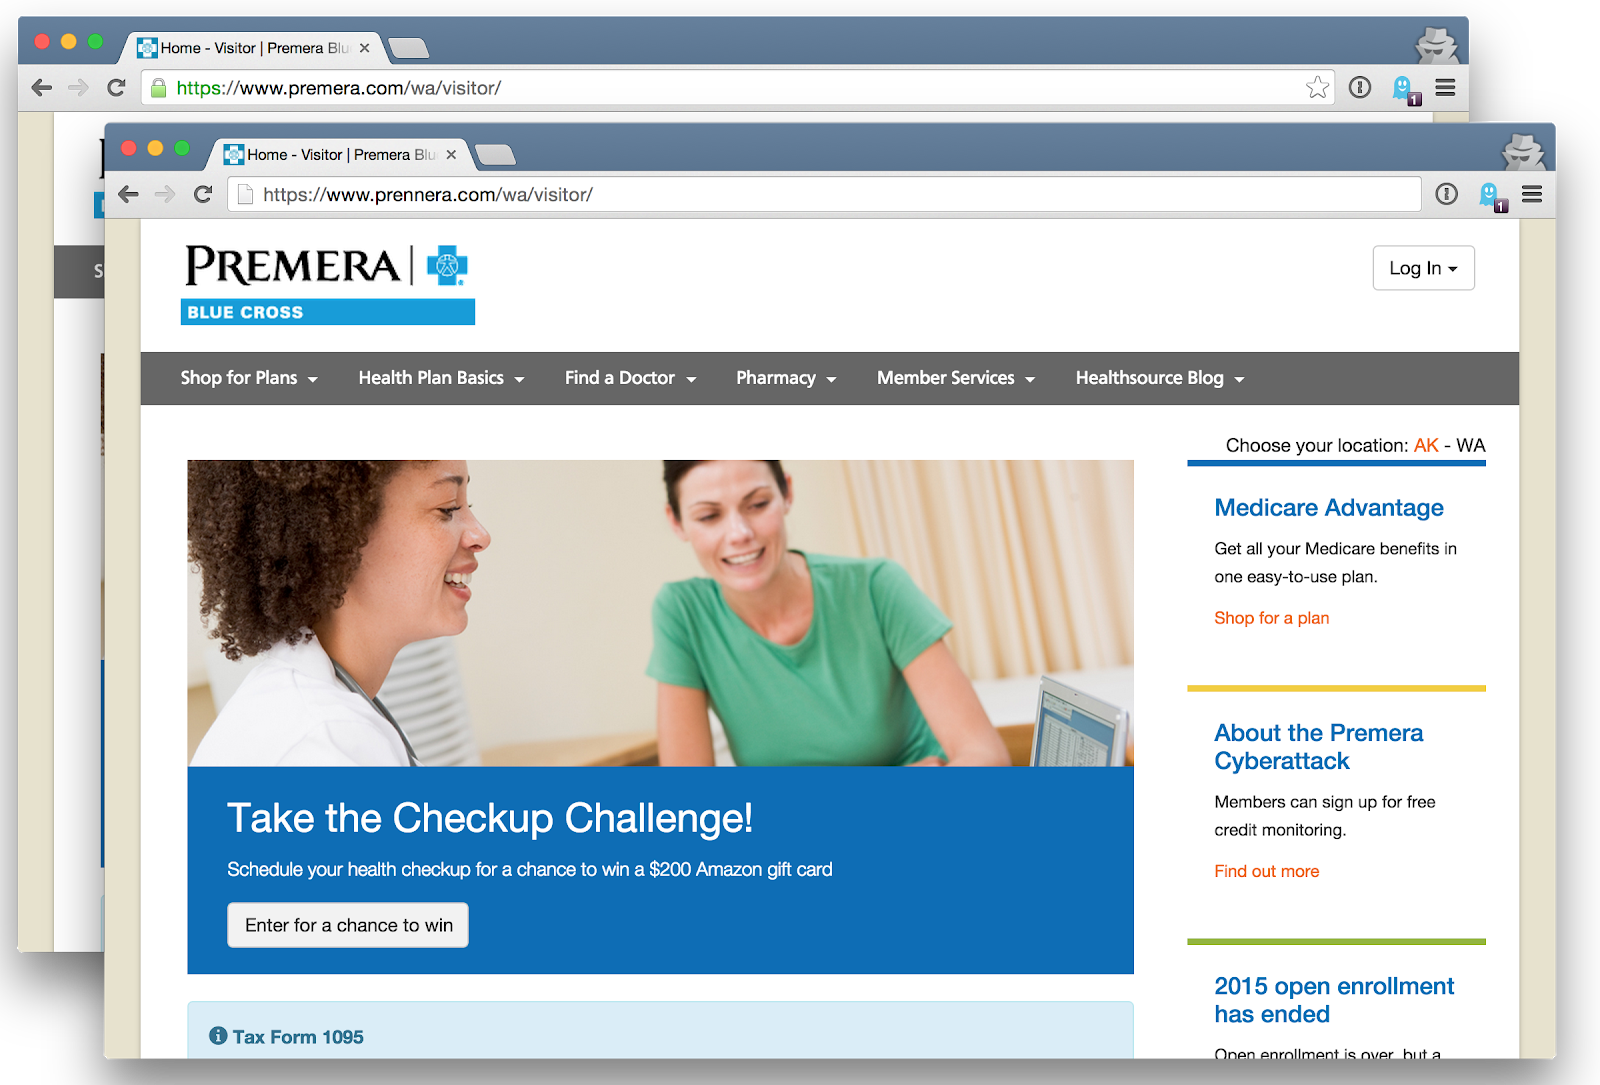 Home - Visitor | Premera Blu
https://www.premera.com/wa/visitor/
1
Home - Visitor | Premera Blu
https://www.prennera.com/wa/visitor/
1
S
PREMERA
BLUE CROSS
Log In
Shop for Plans Health Plan Basics Find a Doctor Pharmacy Member Services Healthsource Blog
Choose your location: AK - WA
Take the Checkup Challenge!
Schedule your health checkup for a chance to win a $200 Amazon gift card
Enter for a chance to win
Tax Form 1095
Medicare Advantage
Get all your Medicare benefits in
one easy-to-use plan.
Shop for a plan
About the Premera
Cyberattack
Members can sign up for free
credit monitoring.
Find out more
2015 open enrollment
has ended
Open enrollment is over, but a